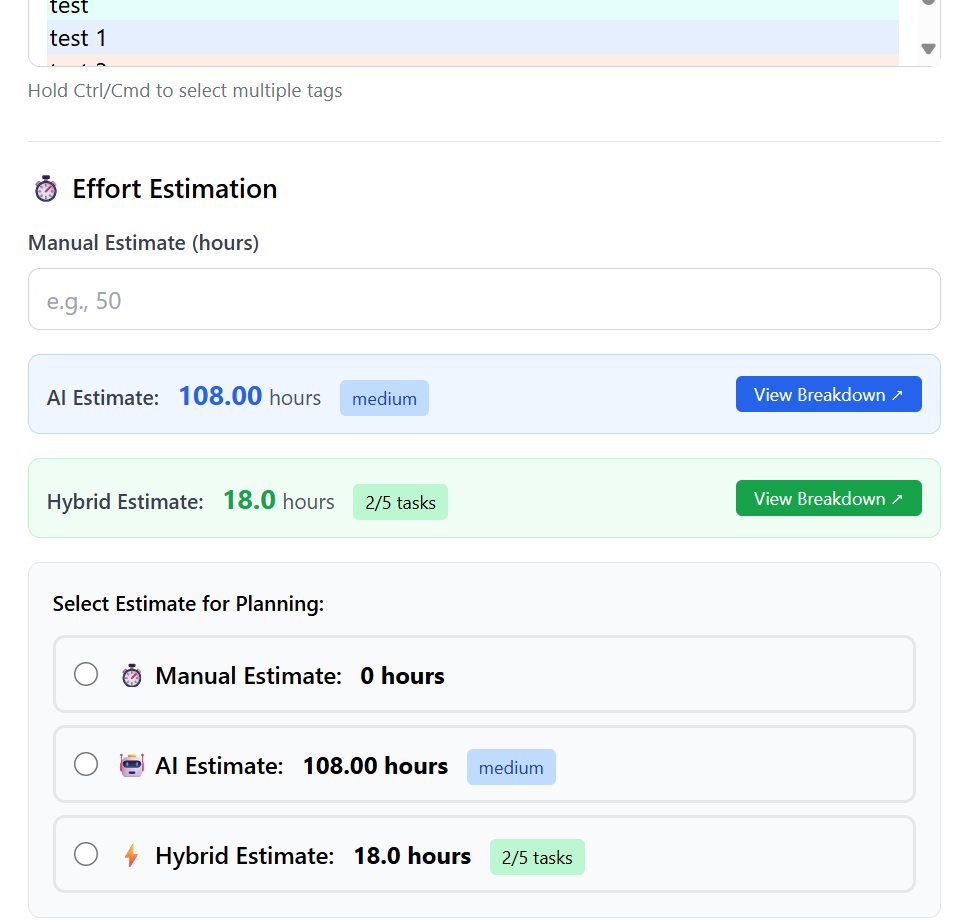 test
test 1
Hold Ctrl/Cmd to select multiple tags
Effort Estimation
Manual Estimate (hours)
e.g., 50
AI Estimate: 108.00 hours medium View Breakdown ↗
Hybrid Estimate: 18.0 hours 2/5 tasks View Breakdown ↗
Select Estimate for Planning:
Manual Estimate: 0 hours
AI Estimate: 108.00 hours medium
Hybrid Estimate: 18.0 hours 2/5 tasks